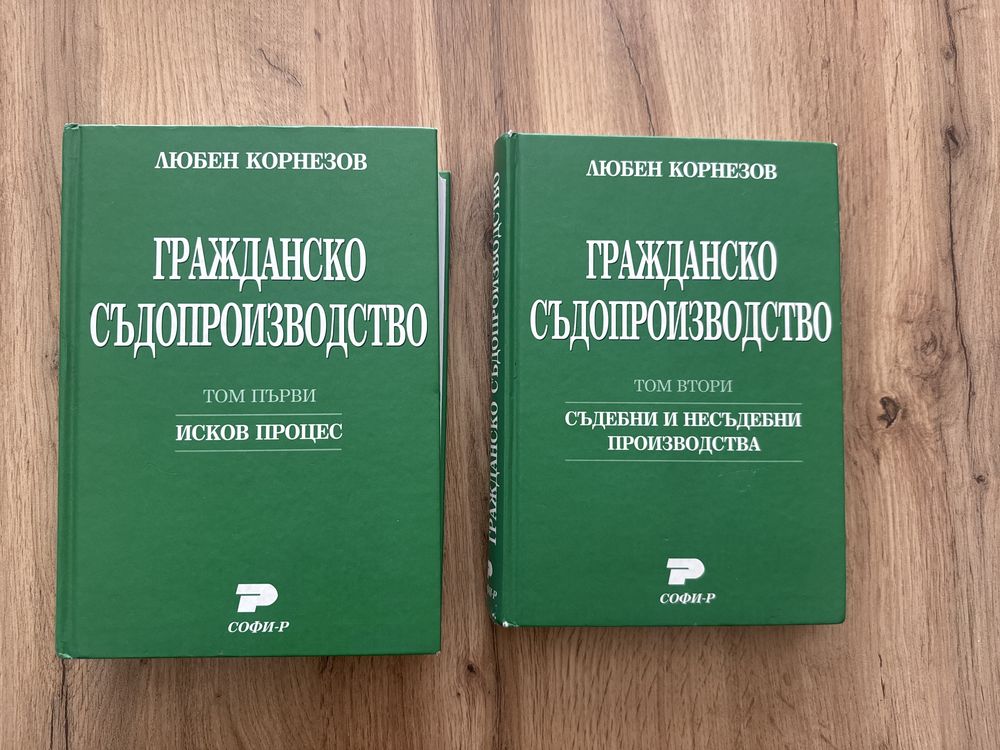 ЛЮБЕН КОРНЕЗОВ
ГРАЖДАНСКО
СЪДОПРОИЗВОДСТВО
ТОМ ПЪРВИ
ИСКОВ ПРОЦЕС
СОФИ-Р
ГРАЖДАНСКО СЪДОПРОИЗВОДСТВО
ЛЮБЕН КОРНЕЗОВ
ГРАЖДАНСКО
СЪДОПРОИЗВОДСТВО
ТОМ ВТОРИ
СЪДЕБНИ И НЕСЪДЕБНИ
ПРОИЗВОДСТВА
СОФИ-Р